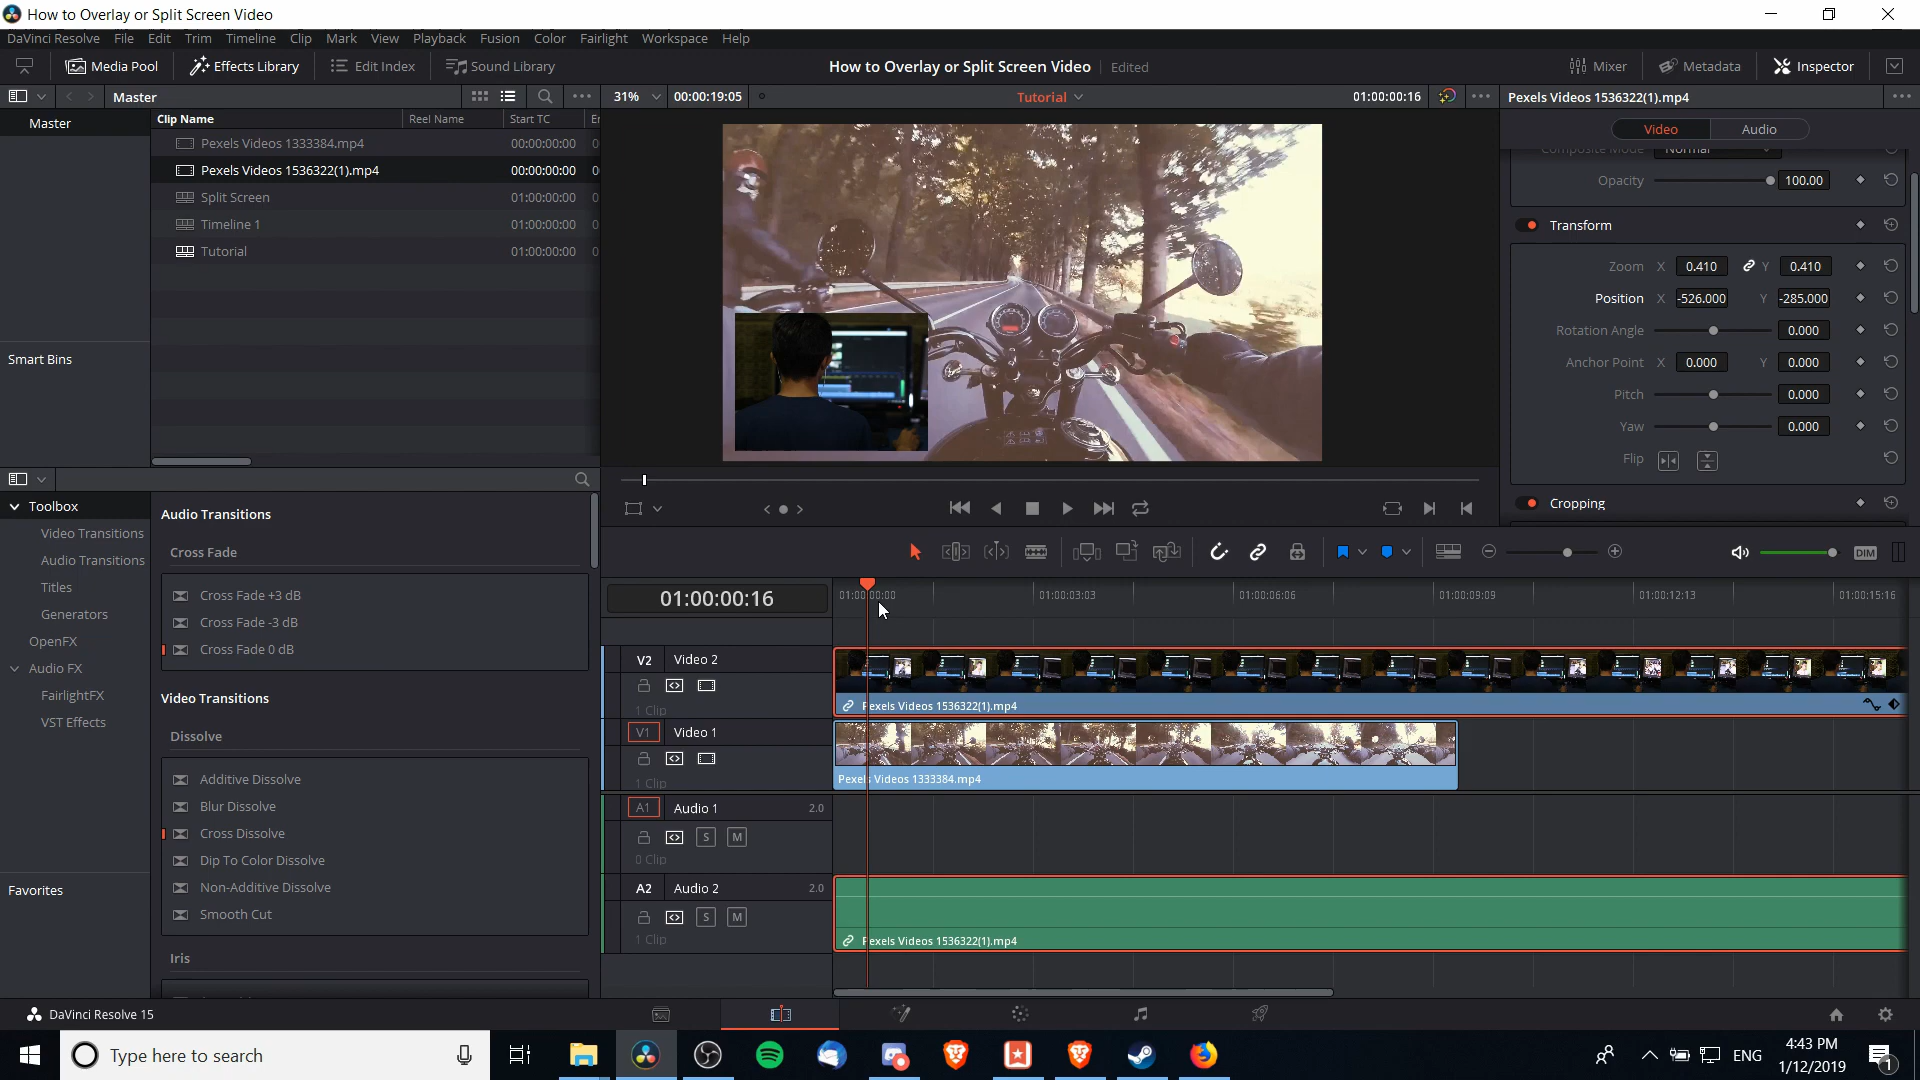 How to Overlay or Split Screen Video
DaVinci Resolve File Edit Trim Timeline Clip Mark View Playback Fusion Color Fairlight Workspace Help
Media Pool Effects Library Edit Index Sound Library How to Overlay or Split Screen Video Edited Mixer Metadata Inspector
Master 31% 00:00:19:05 Tutorial 01:00:00:16 Pexels Videos 1536322(1).mp4
Master
Clip Name Reel Name Start TC
Pexels Videos 1333384.mp4 00:00:00:00
Pexels Videos 1536322(1).mp4 00:00:00:00
Split Screen 01:00:00:00
Timeline 1 01:00:00:00
Tutorial 01:00:00:00
Smart Bins
Video Audio
Composite Mode Normal
Opacity 100.00
Transform
Zoom X 0.410 Y 0.410
Position X -526.000 Y -285.000
Rotation Angle 0.000
Anchor Point X 0.000 Y 0.000
Pitch 0.000
Yaw 0.000
Flip
Cropping
Toolbox
Video Transitions
Audio Transitions
Titles
Generators
OpenFX
Audio FX
FairlightFX
VST Effects
Favorites
Audio Transitions
Cross Fade
Cross Fade +3 dB
Cross Fade -3 dB
Cross Fade 0 dB
Video Transitions
Dissolve
Additive Dissolve
Blur Dissolve
Cross Dissolve
Dip To Color Dissolve
Non-Additive Dissolve
Smooth Cut
Iris
DIM
01:00:00:16 01:00:00:00 01:00:03:03 01:00:06:06 01:00:09:09 01:00:12:13 01:00:15:16
V2 Video 2
1 Clip
Pexels Videos 1536322(1).mp4
V1 Video 1
1 Clip
Pexels Videos 1333384.mp4
A1 Audio 1 2.0
S M
0 Clip
A2 Audio 2 2.0
S M
1 Clip
Pexels Videos 1536322(1).mp4
DaVinci Resolve 15
Type here to search
ENG
4:43 PM
1/12/2019
1